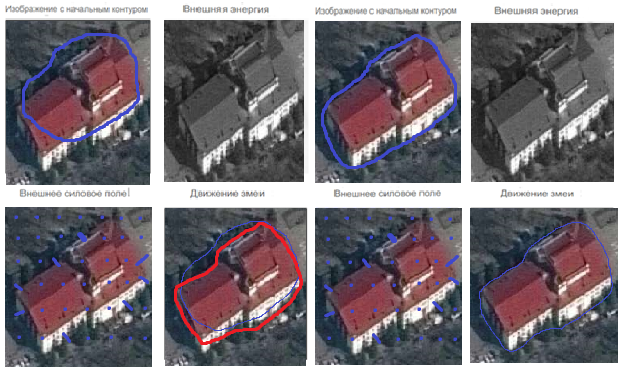 Изображение с начальным контуром
Внешняя энергия
Изображение с начальным контуром
Внешняя энергия
Внешнее силовое поле
Движение змеи
Внешнее силовое поле
Движение змеи